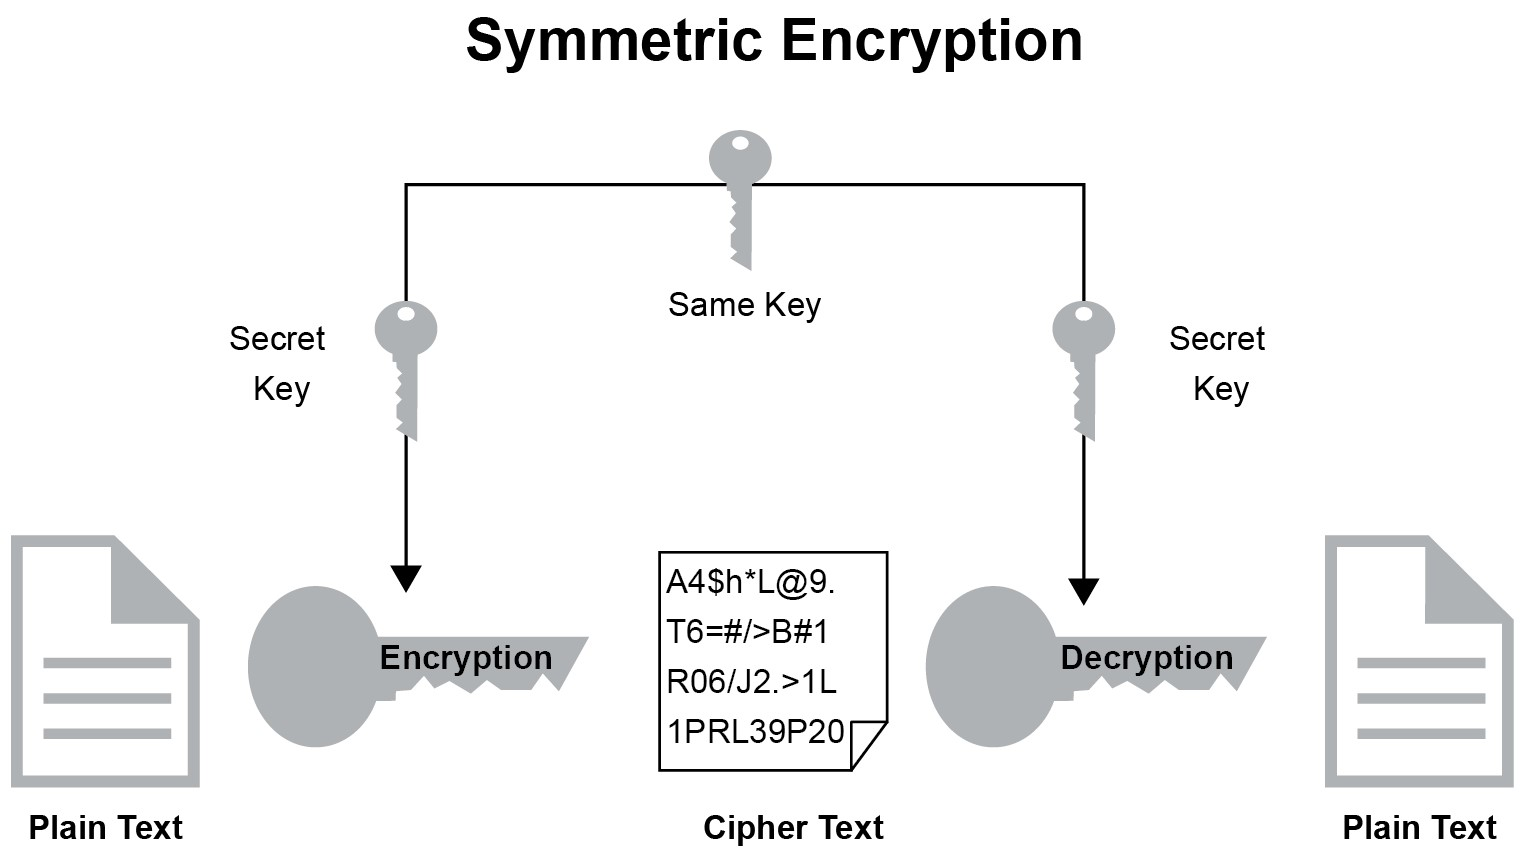 Symmetric Encryption
Same Key
Secret
Key
Secret
Key
Encryption
A4$h*L@9.
T6=#/>B#1
R06/J2.>1L
1PRL39P20
Decryption
Plain Text
Cipher Text
Plain Text